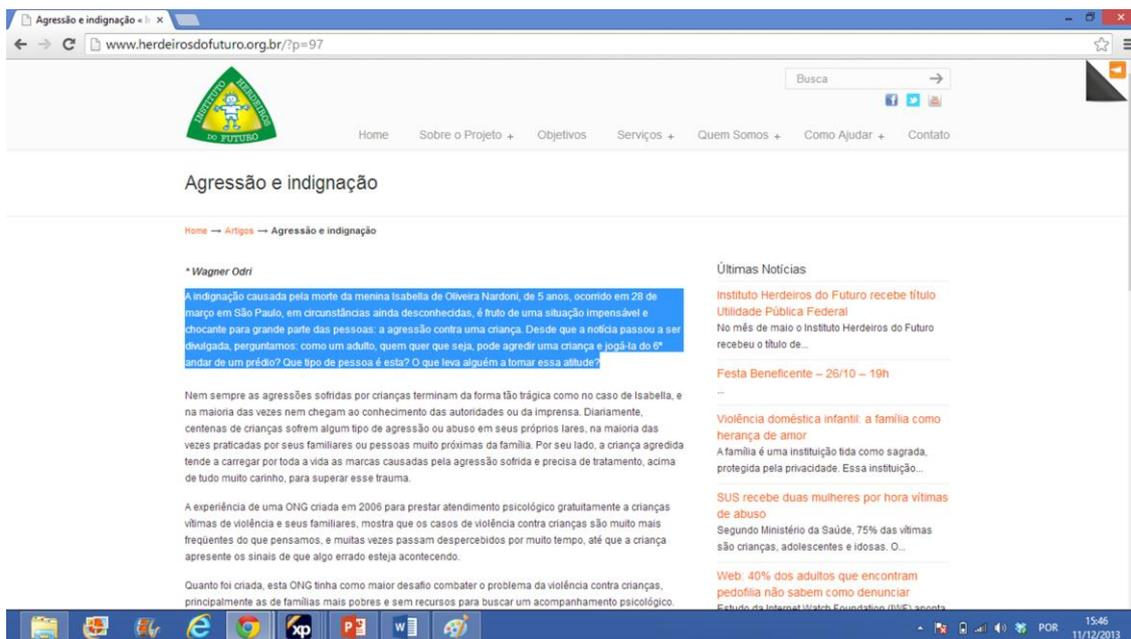 Agressão e indignação « I
www.herdeirosdofuturo.org.br/?p=97
INSTITUTO HERDEIROS
DO FUTURO
Busca
Home Sobre o Projeto + Objetivos Serviços + Quem Somos + Como Ajudar + Contato
Agressão e indignação
Home → Artigos → Agressão e indignação
* Wagner Odri
A indignação causada pela morte da menina Isabella de Oliveira Nardoni, de 5 anos, ocorrido em 28 de
março em São Paulo, em circunstâncias ainda desconhecidas, é fruto de uma situação impensável e
chocante para grande parte das pessoas: a agressão contra uma criança. Desde que a notícia passou a ser
divulgada, perguntamos: como um adulto, quem quer que seja, pode agredir uma criança e jogá-la do 6º
andar de um prédio? Que tipo de pessoa é esta? O que leva alguém a tomar essa atitude?
Nem sempre as agressões sofridas por crianças terminam da forma tão trágica como no caso de Isabella, e
na maioria das vezes nem chegam ao conhecimento das autoridades ou da imprensa. Diariamente,
centenas de crianças sofrem algum tipo de agressão ou abuso em seus próprios lares, na maioria das
vezes praticadas por seus familiares ou pessoas muito próximas da família. Por seu lado, a criança agredida
tende a carregar por toda a vida as marcas causadas pela agressão sofrida e precisa de tratamento, acima
de tudo muito carinho, para superar esse trauma.
A experiência de uma ONG criada em 2006 para prestar atendimento psicológico gratuitamente a crianças
vítimas de violência e seus familiares, mostra que os casos de violência contra crianças são muito mais
freqüentes do que pensamos, e muitas vezes passam despercebidos por muito tempo, até que a criança
apresente os sinais de que algo errado esteja acontecendo.
Quanto foi criada, esta ONG tinha como maior desafio combater o problema da violência contra crianças,
principalmente as de famílias mais pobres e sem recursos para buscar um acompanhamento psicológico.
Últimas Notícias
Instituto Herdeiros do Futuro recebe título
Utilidade Pública Federal
No mês de maio o Instituto Herdeiros do Futuro
recebeu o título de...
Festa Beneficente – 26/10 – 19h
...
Violência doméstica infantil: a família como
herança de amor
A família é uma instituição tida como sagrada,
protegida pela privacidade. Essa instituição...
SUS recebe duas mulheres por hora vítimas
de abuso
Segundo Ministério da Saúde, 75% das vítimas
são crianças, adolescentes e idosas. O...
Web: 40% dos adultos que encontram
pedofilia não sabem como denunciar
Estudo da Internet Watch Foundation (IWF) aponta
xp
POR
15:46
11/12/2013